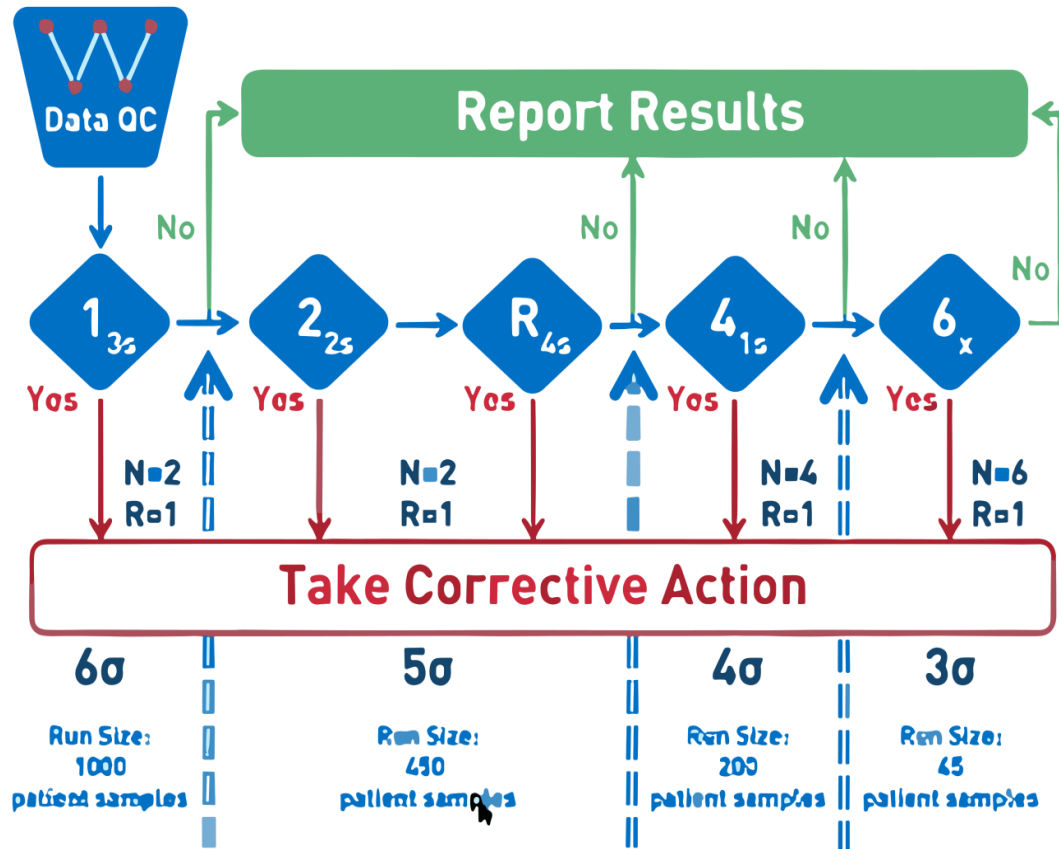 Data QC
Report Results
No
No
No
No
1 3s
2 2s
R 4s
4 1s
6 x
Yes
Yes
Yes
Yes
Yes
N=2
R=1
N=2
R=1
N=4
R=1
N=6
R=1
Take Corrective Action
6σ
5σ
4σ
3σ
Run Size:
1000
patient samples
Run Size:
450
patient samples
Run Size:
200
patient samples
Run Size:
45
patient samples